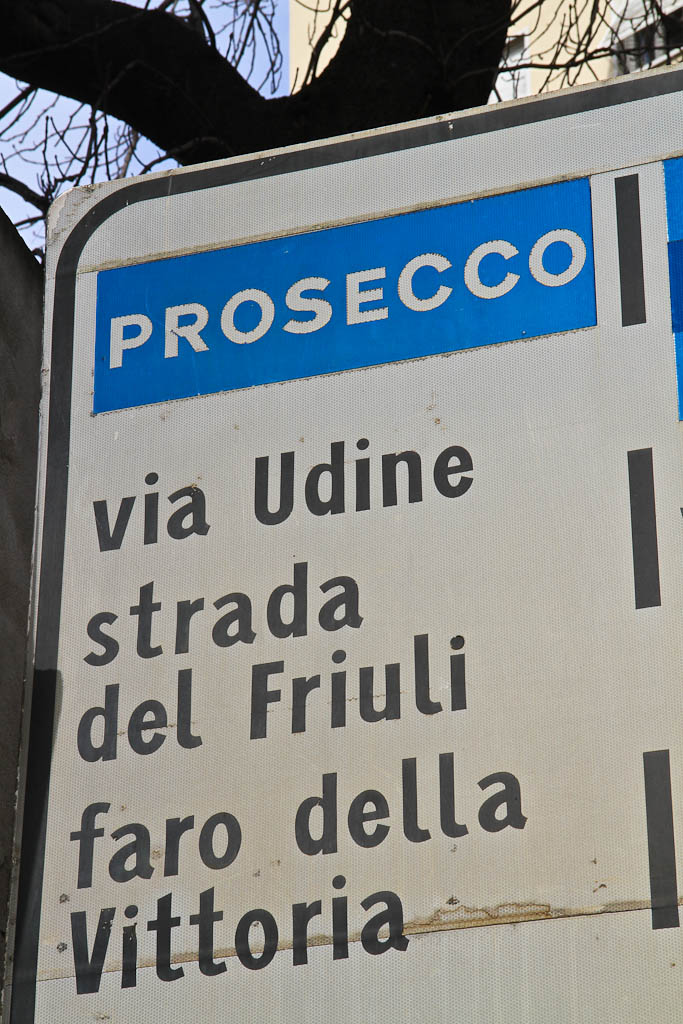 PROSECCO
via Udine
strada
del Friuli
faro della
Vittoria